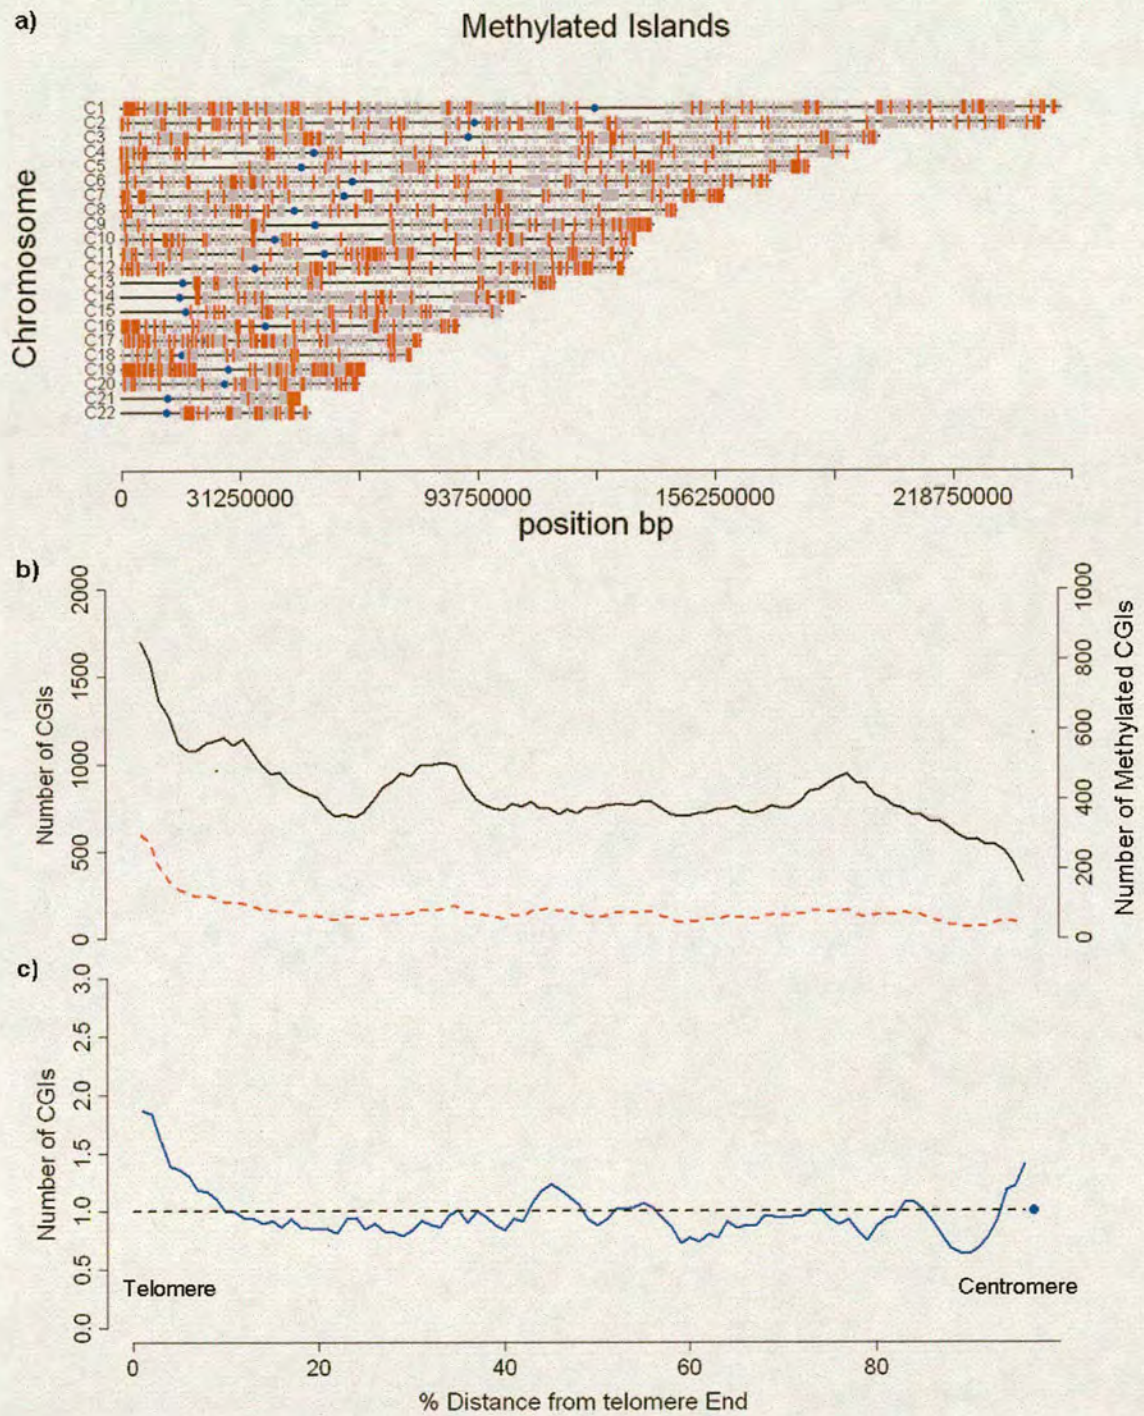 a)
Methylated Islands
Chromosome
C1
C2
C3
C4
C5
C6
C7
C8
C9
C10
C11
C12
C13
C14
C15
C16
C17
C18
C19
C20
C21
C22
0 31250000 93750000 156250000 218750000
position bp
b)
Number of CGIs
2000
1500
1000
500
0
Number of Methylated CGIs
1000
800
600
400
200
0
c)
Number of CGIs
3.0
2.5
2.0
1.5
1.0
0.5
0.0
Telomere
Centromere
0 20 40 60 80
% Distance from telomere End